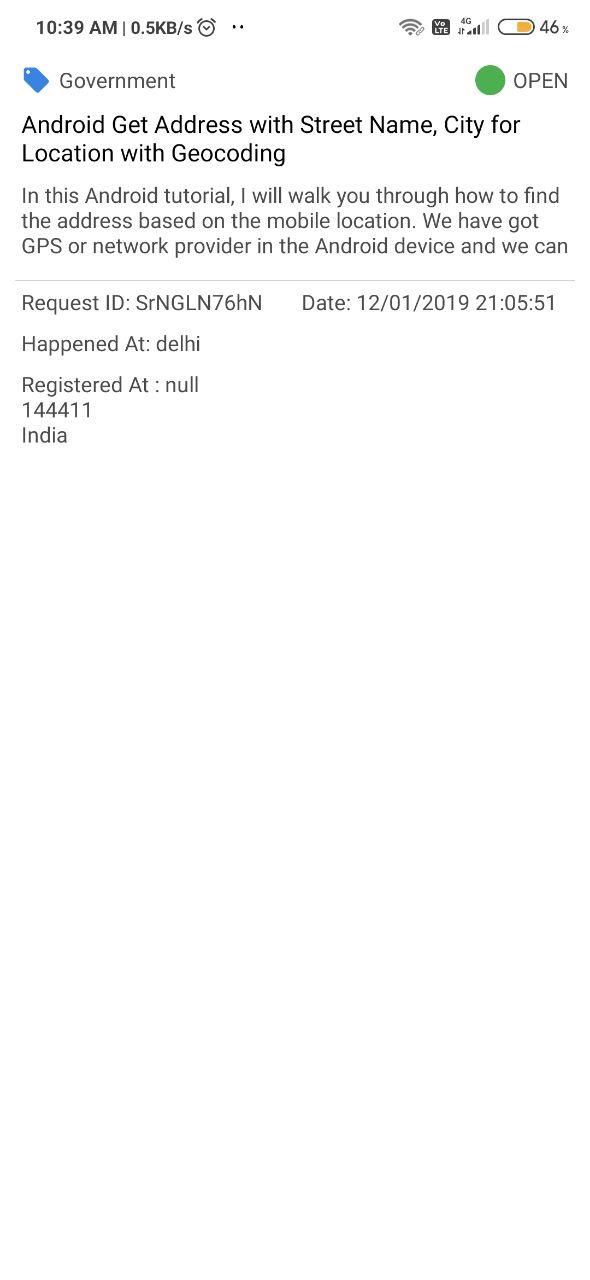 10:39 AM | 0.5KB/s ··
Vo LTE 4G 46 %
Government OPEN
Android Get Address with Street Name, City for
Location with Geocoding
In this Android tutorial, I will walk you through how to find
the address based on the mobile location. We have got
GPS or network provider in the Android device and we can
Request ID: SrNGLN76hN Date: 12/01/2019 21:05:51
Happened At: delhi
Registered At : null
144411
India